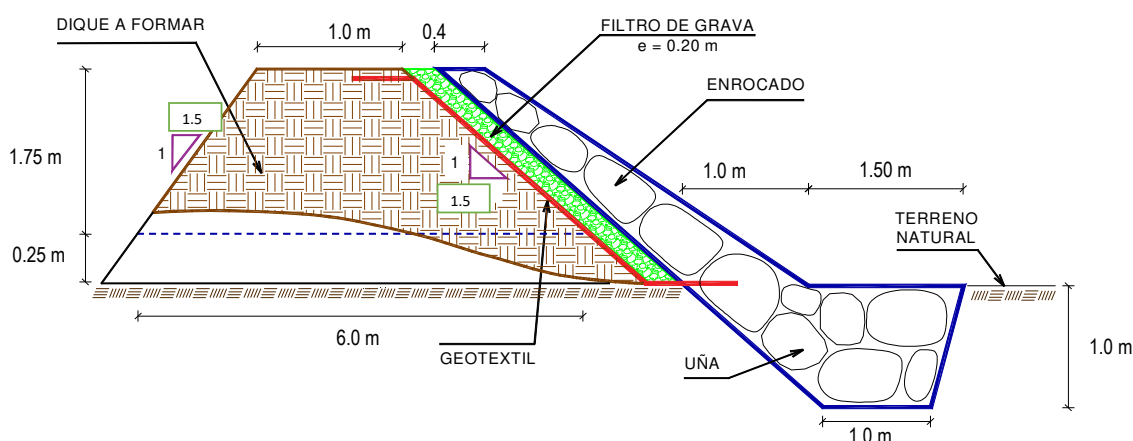 DIQUE A FORMAR
1.0 m
0.4
FILTRO DE GRAVA
e = 0.20 m
ENROCADO
1.5
1
1.75 m
1
1.5
1.0 m
1.50 m
TERRENO
NATURAL
0.25 m
6.0 m
GEOTEXTIL
UÑA
1.0 m
1.0 m